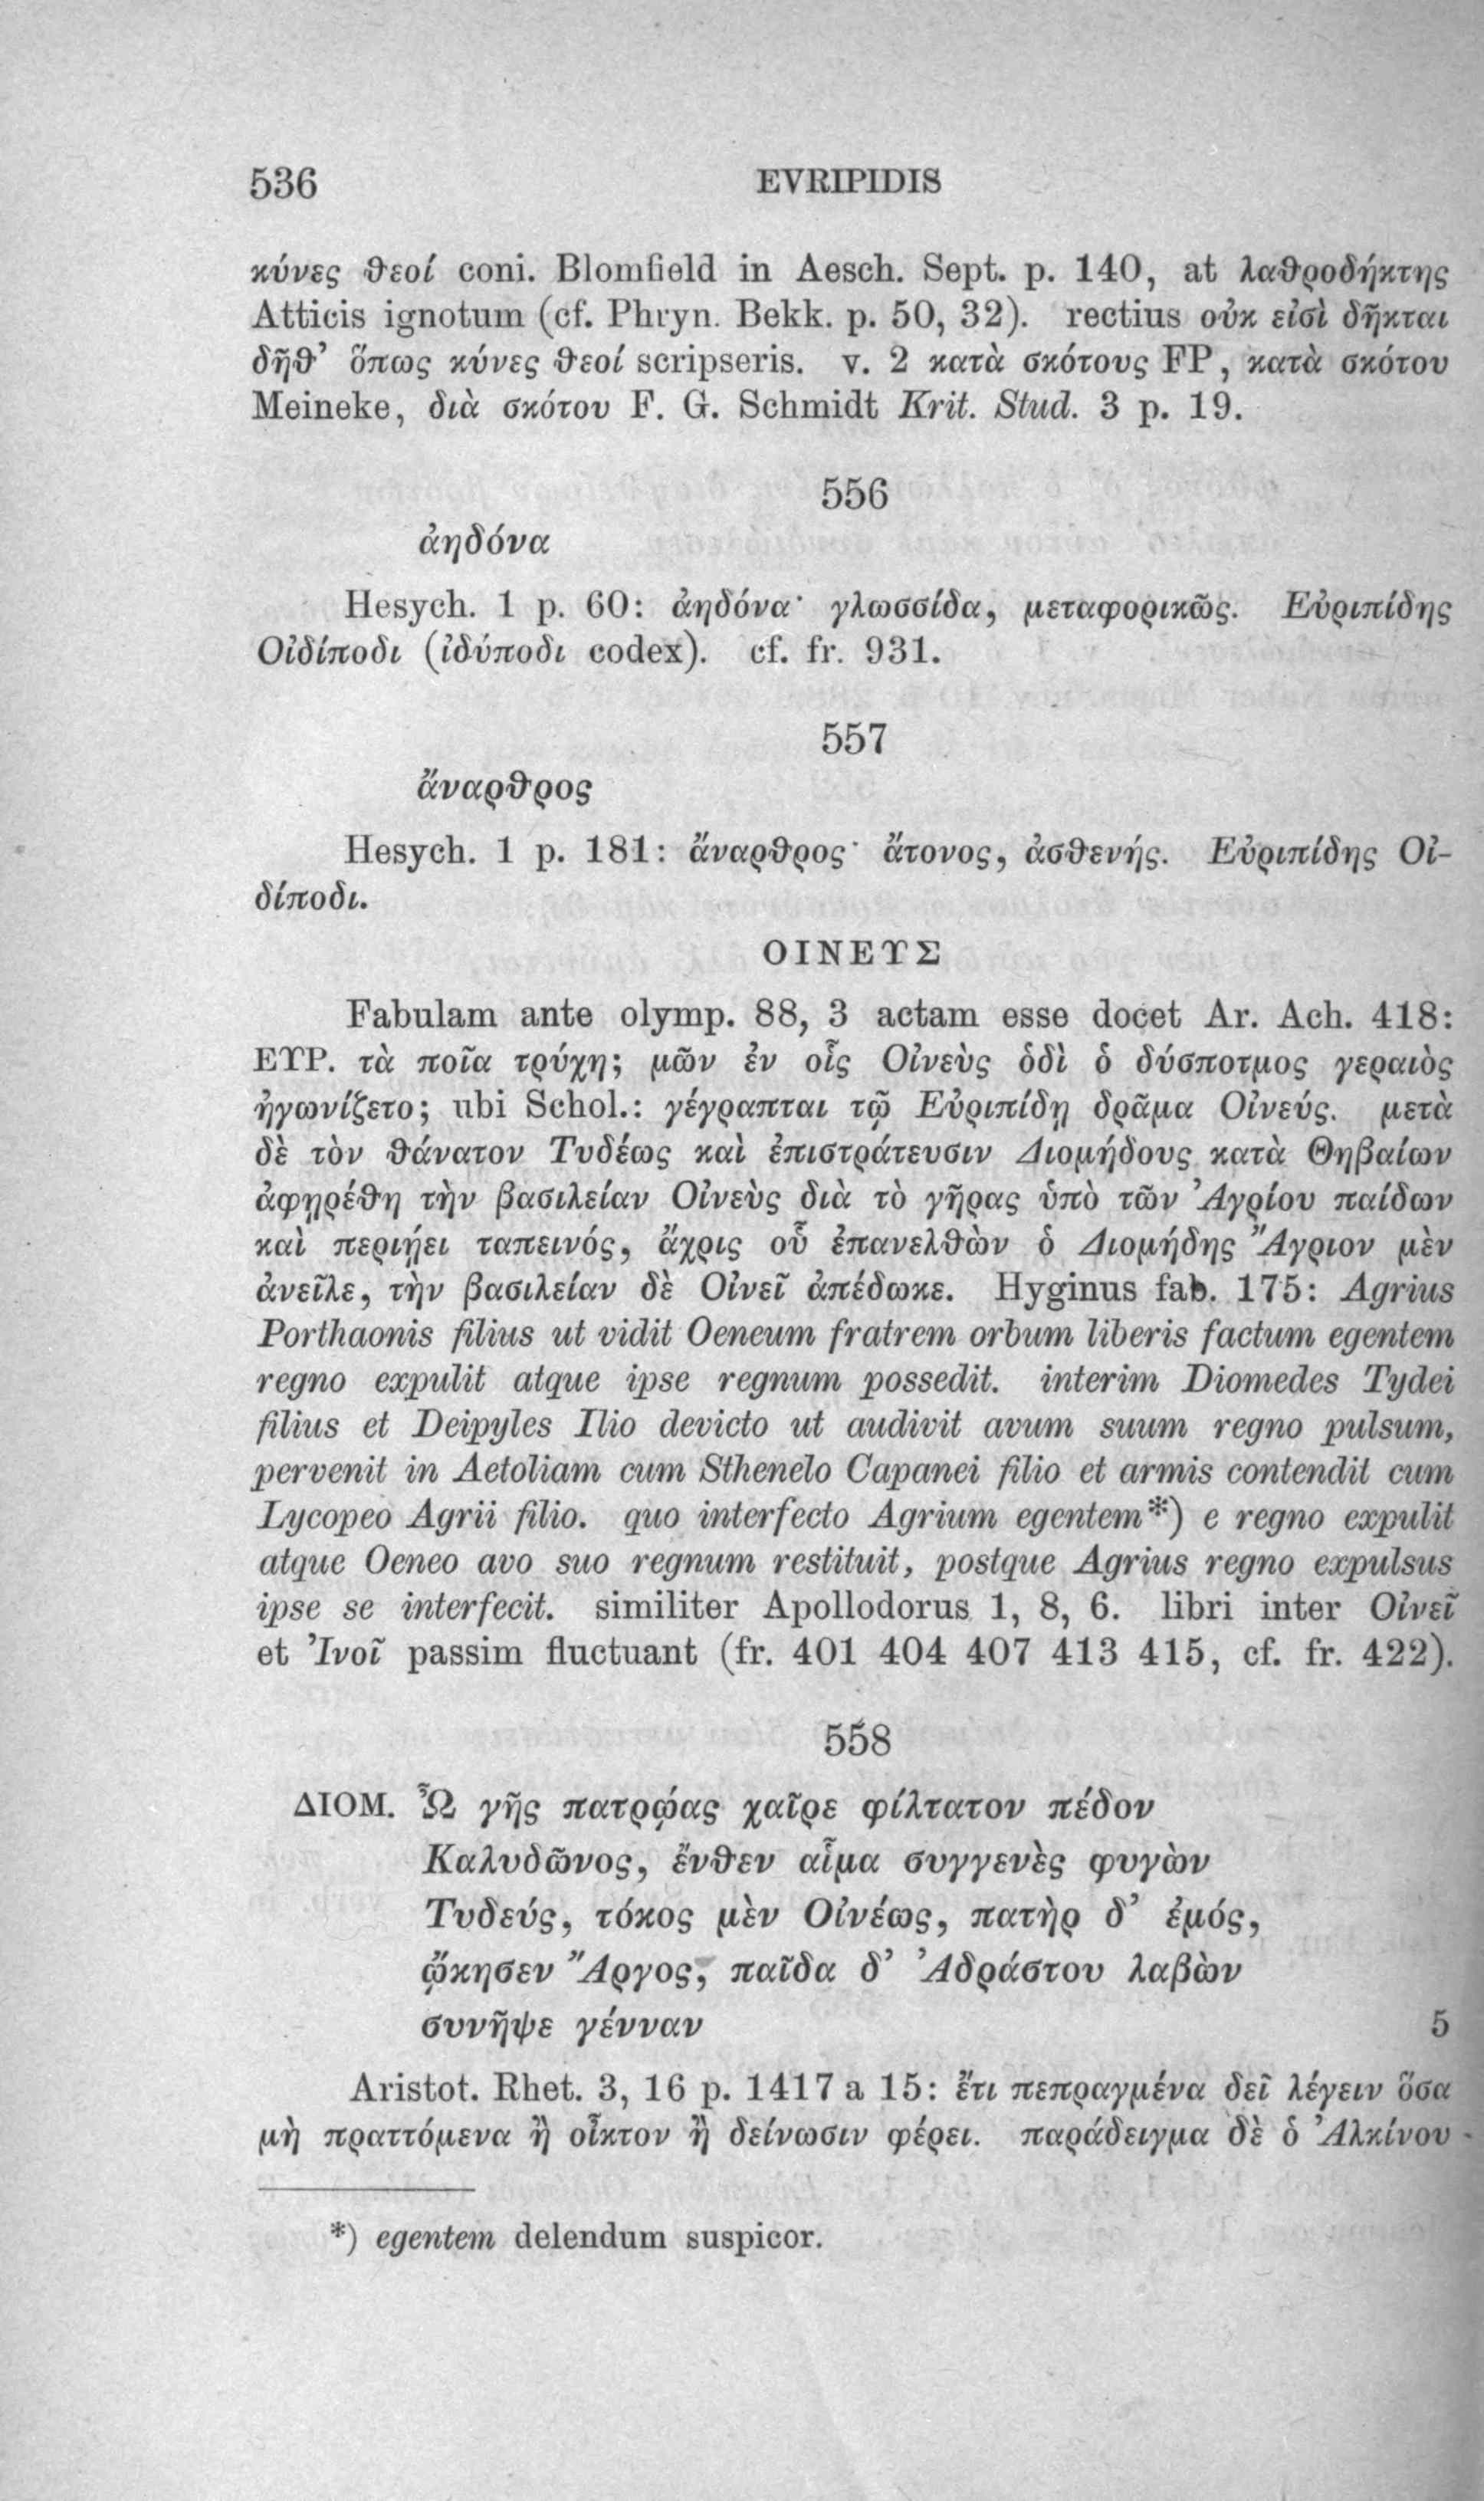 536 EVRIPIDIS
κύνες θεοί coni. Blomfield in Aesch. Sept. p. 140, at λαθροδήκτης
Atticis ignotum (cf. Phryn. Bekk. p. 50, 32). rectius οὐκ εἰσὶ δῆκται
δῆθ’ ὅπως κύνες θεοί scripseris. v. 2 κατὰ σκότους FP, κατὰ σκότου
Meineke, διὰ σκότου F. G. Schmidt Krit. Stud. 3 p. 19.
556
ἀηδόνα
Hesych. 1 p. 60: ἀηδόνα· γλωσσίδα, μεταφορικῶς. Εὐριπίδης
Οἰδίποδι (ἰδύποδι codex). cf. fr. 931.
557
ἄναρθρος
Hesych. 1 p. 181: ἄναρθρος· ἄτονος, ἀσθενής. Εὐριπίδης Οἰ-
δίποδι.
ΟΙΝΕΥΣ
Fabulam ante olymp. 88, 3 actam esse docet Ar. Ach. 418:
ΕΥΡ. τὰ ποῖα τρύχη; μῶν ἐν οἷς Οἰνεὺς ὁδὶ ὁ δύσποτμος γεραιὸς
ἠγωνίζετο; ubi Schol.: γέγραπται τῷ Εὐριπίδῃ δρᾶμα Οἰνεύς. μετὰ
δὲ τὸν θάνατον Τυδέως καὶ ἐπιστράτευσιν Διομήδους κατὰ Θηβαίων
ἀφῃρέθη τὴν βασιλείαν Οἰνεὺς διὰ τὸ γῆρας ὑπὸ τῶν Ἀγρίου παίδων
καὶ περιῄει ταπεινός, ἄχρις οὗ ἐπανελθὼν ὁ Διομήδης Ἄγριον μὲν
ἀνεῖλε, τὴν βασιλείαν δὲ Οἰνεῖ ἀπέδωκε. Hyginus fab. 175: Agrius
Porthaonis filius ut vidit Oeneum fratrem orbum liberis factum egentem
regno expulit atque ipse regnum possedit. interim Diomedes Tydei
filius et Deipyles Ilio devicto ut audivit avum suum regno pulsum,
pervenit in Aetoliam cum Sthenelo Capanei filio et armis contendit cum
Lycopeo Agrii filio. quo interfecto Agrium egentem*) e regno expulit
atque Oeneo avo suo regnum restituit, postque Agrius regno expulsus
ipse se interfecit. similiter Apollodorus 1, 8, 6. libri inter Οἰνεῖ
et Ἰνοῖ passim fluctuant (fr. 401 404 407 413 415, cf. fr. 422).
558
ΔΙΟΜ. Ὦ γῆς πατρῴας χαῖρε φίλτατον πέδον
Καλυδῶνος, ἔνθεν αἷμα συγγενὲς φυγὼν
Τυδεύς, τόκος μὲν Οἰνέως, πατὴρ δ’ ἐμός,
ᾤκησεν Ἄργος, παῖδα δ’ Ἀδράστου λαβὼν
συνῆψε γένναν 5
Aristot. Rhet. 3, 16 p. 1417 a 15: ἔτι πεπραγμένα δεῖ λέγειν ὅσα
μὴ πραττόμενα ἢ οἶκτον ἢ δείνωσιν φέρει. παράδειγμα δὲ ὁ Ἀλκίνου
*) egentem delendum suspicor.